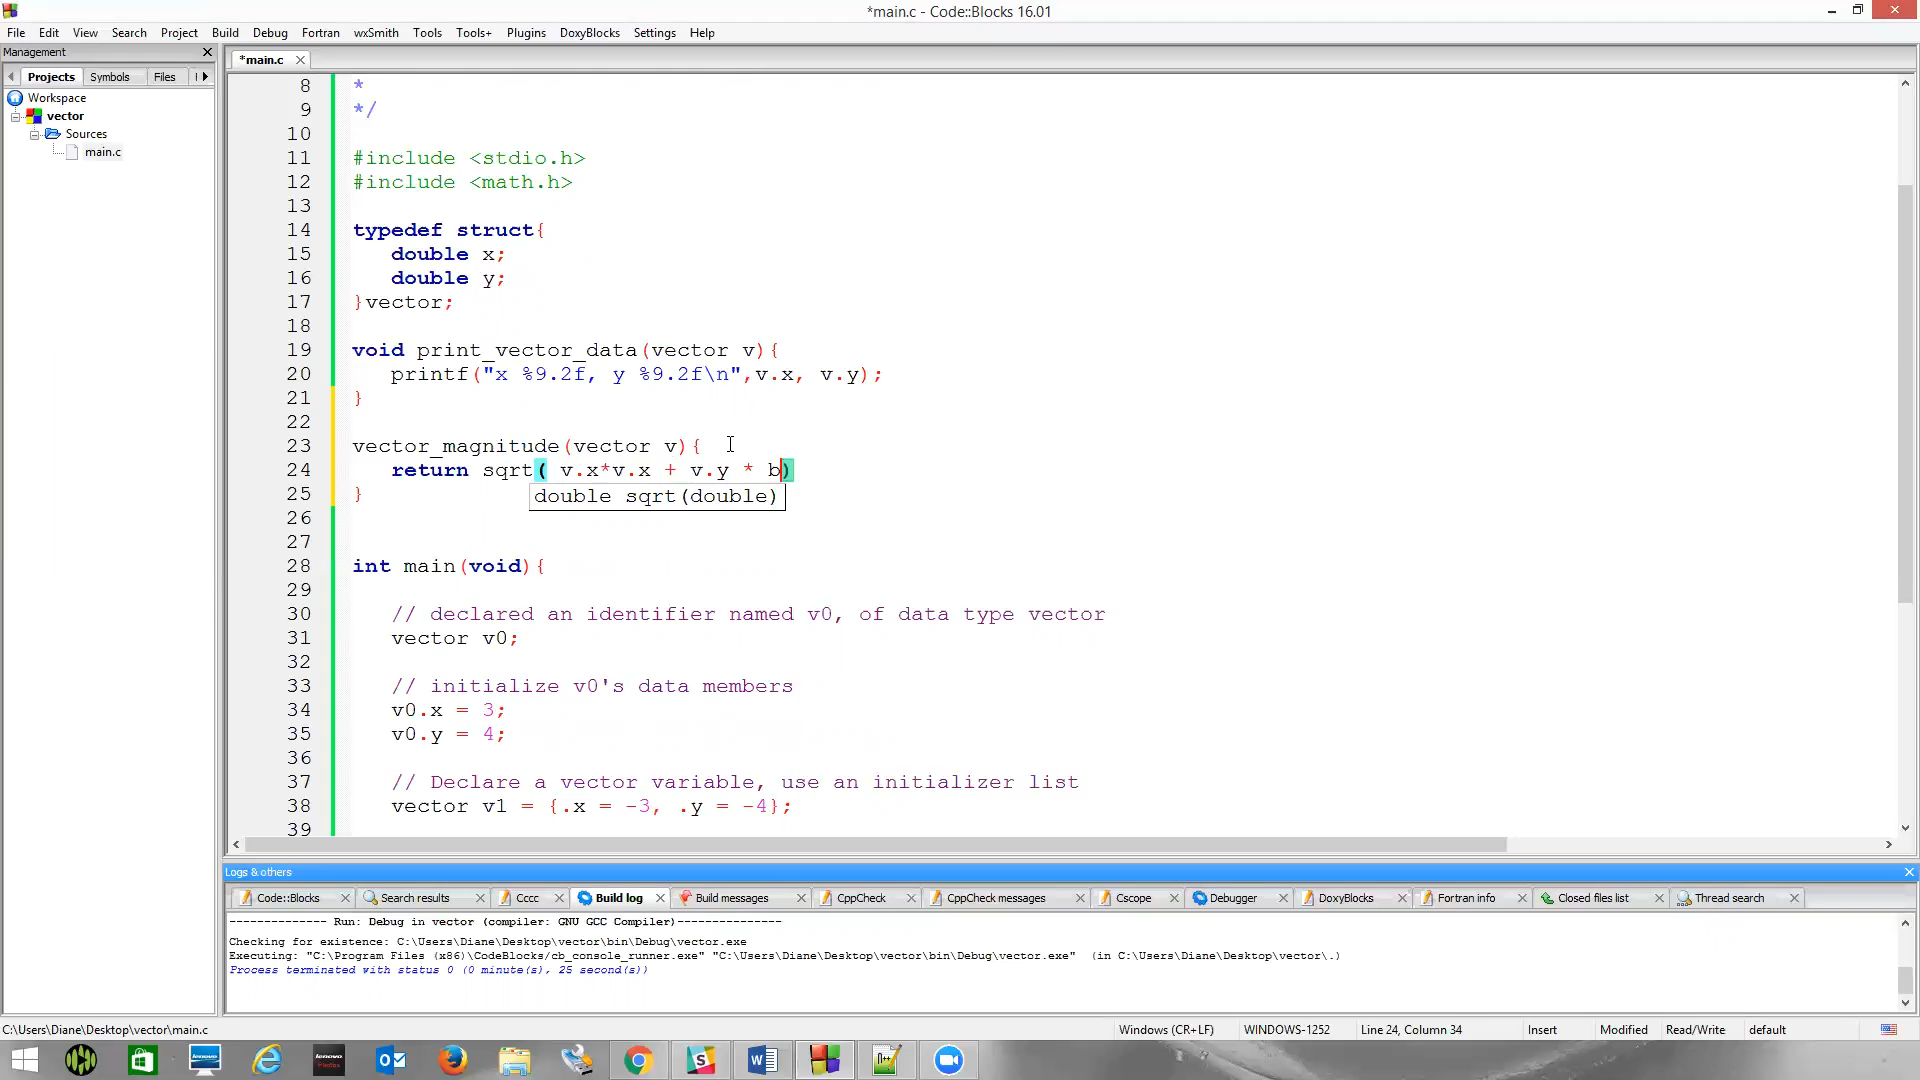 *main.c - Code::Blocks 16.01
File Edit View Search Project Build Debug Fortran wxSmith Tools Tools+ Plugins DoxyBlocks Settings Help
Management
Projects Symbols Files
Workspace
vector
Sources
main.c
*main.c
8 *
9 */
10
11 #include <stdio.h>
12 #include <math.h>
13
14 typedef struct{
15 double x;
16 double y;
17 }vector;
18
19 void print_vector_data(vector v){
20 printf("x %9.2f, y %9.2f\n",v.x, v.y);
21 }
22
23 vector_magnitude(vector v){
24 return sqrt( v.x*v.x + v.y * b)
double sqrt(double)
25 }
26
27
28 int main(void){
29
30 // declared an identifier named v0, of data type vector
31 vector v0;
32
33 // initialize v0's data members
34 v0.x = 3;
35 v0.y = 4;
36
37 // Declare a vector variable, use an initializer list
38 vector v1 = {.x = -3, .y = -4};
39
Logs & others
Code::Blocks Search results Cccc Build log Build messages CppCheck CppCheck messages Cscope Debugger DoxyBlocks Fortran info Closed files list Thread search
-------------- Run: Debug in vector (compiler: GNU GCC Compiler)---------------
Checking for existence: C:\Users\Diane\Desktop\vector\bin\Debug\vector.exe
Executing: "C:\Program Files (x86)\CodeBlocks/cb_console_runner.exe" "C:\Users\Diane\Desktop\vector\bin\Debug\vector.exe" (in C:\Users\Diane\Desktop\vector\.)
Process terminated with status 0 (0 minute(s), 25 second(s))
C:\Users\Diane\Desktop\vector\main.c Windows (CR+LF) WINDOWS-1252 Line 24, Column 34 Insert Modified Read/Write default